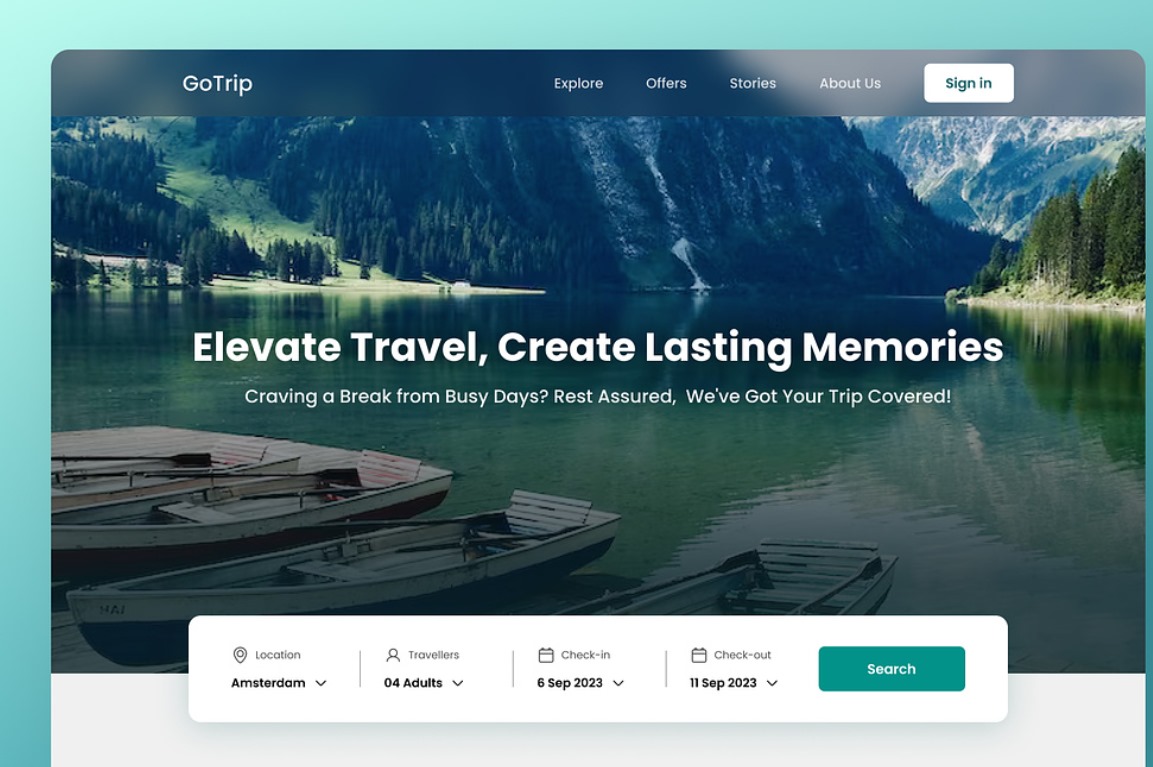 GoTrip Explore Offers Stories About Us Sign in
Elevate Travel, Create Lasting Memories
Craving a Break from Busy Days? Rest Assured, We've Got Your Trip Covered!
HAI
Location Travellers Check-in Check-out
Amsterdam 04 Adults 6 Sep 2023 11 Sep 2023 Search